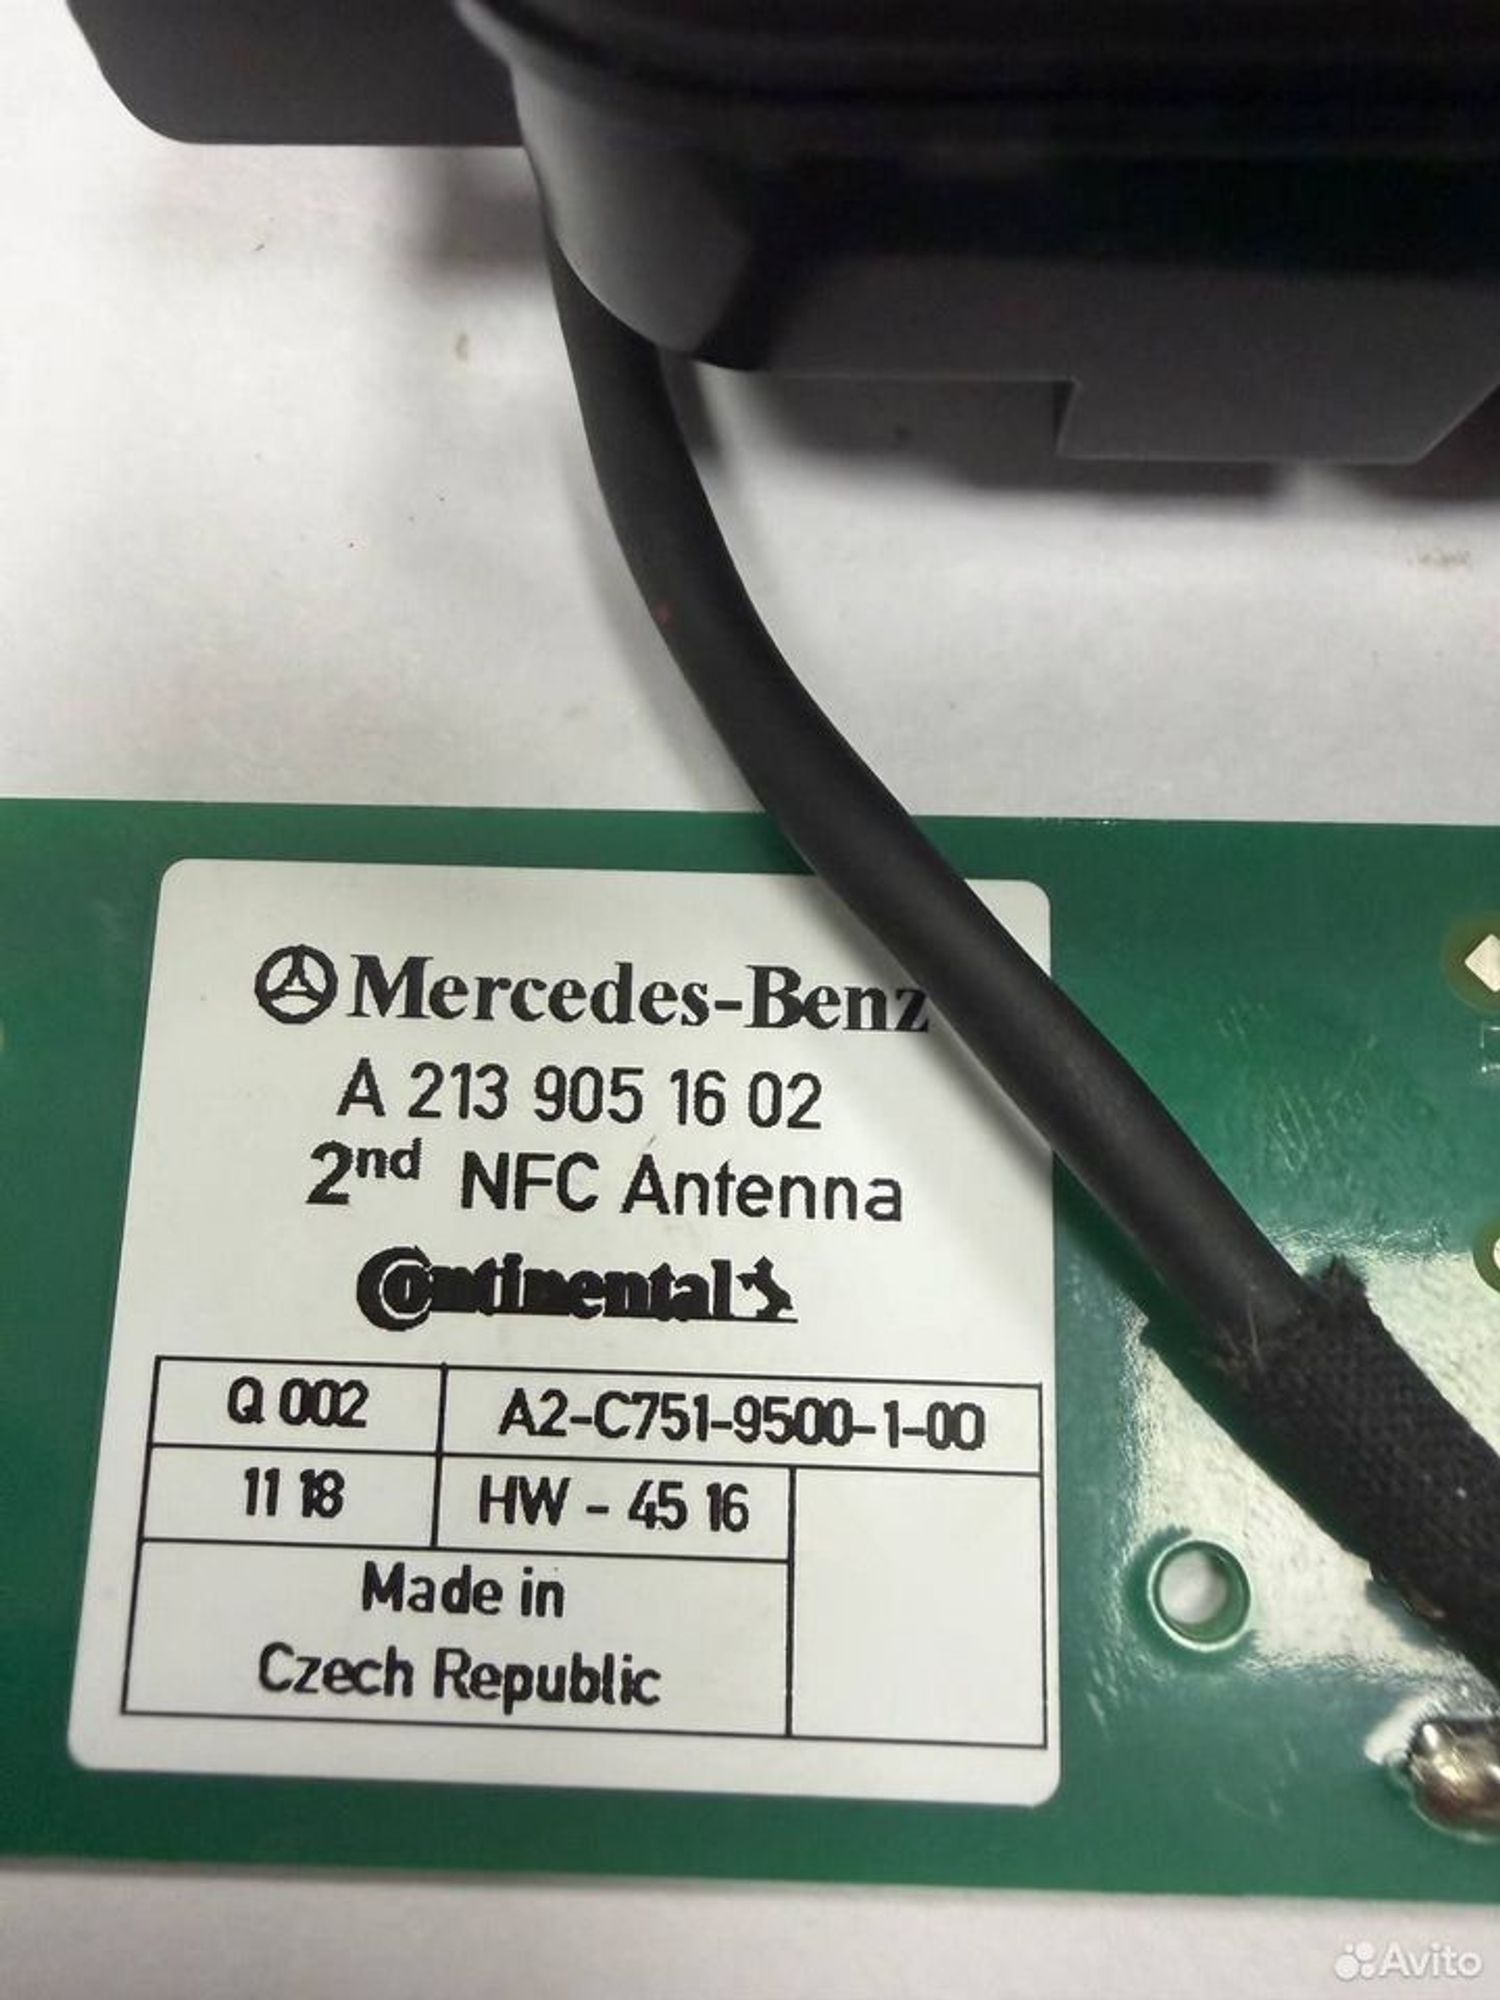 Mercedes-Benz
A 213 905 16 02
2nd NFC Antenna
Continental
Q 002
A2-C751-9500-1-00
11 18
HW - 45 16
Made in
Czech Republic
Avito